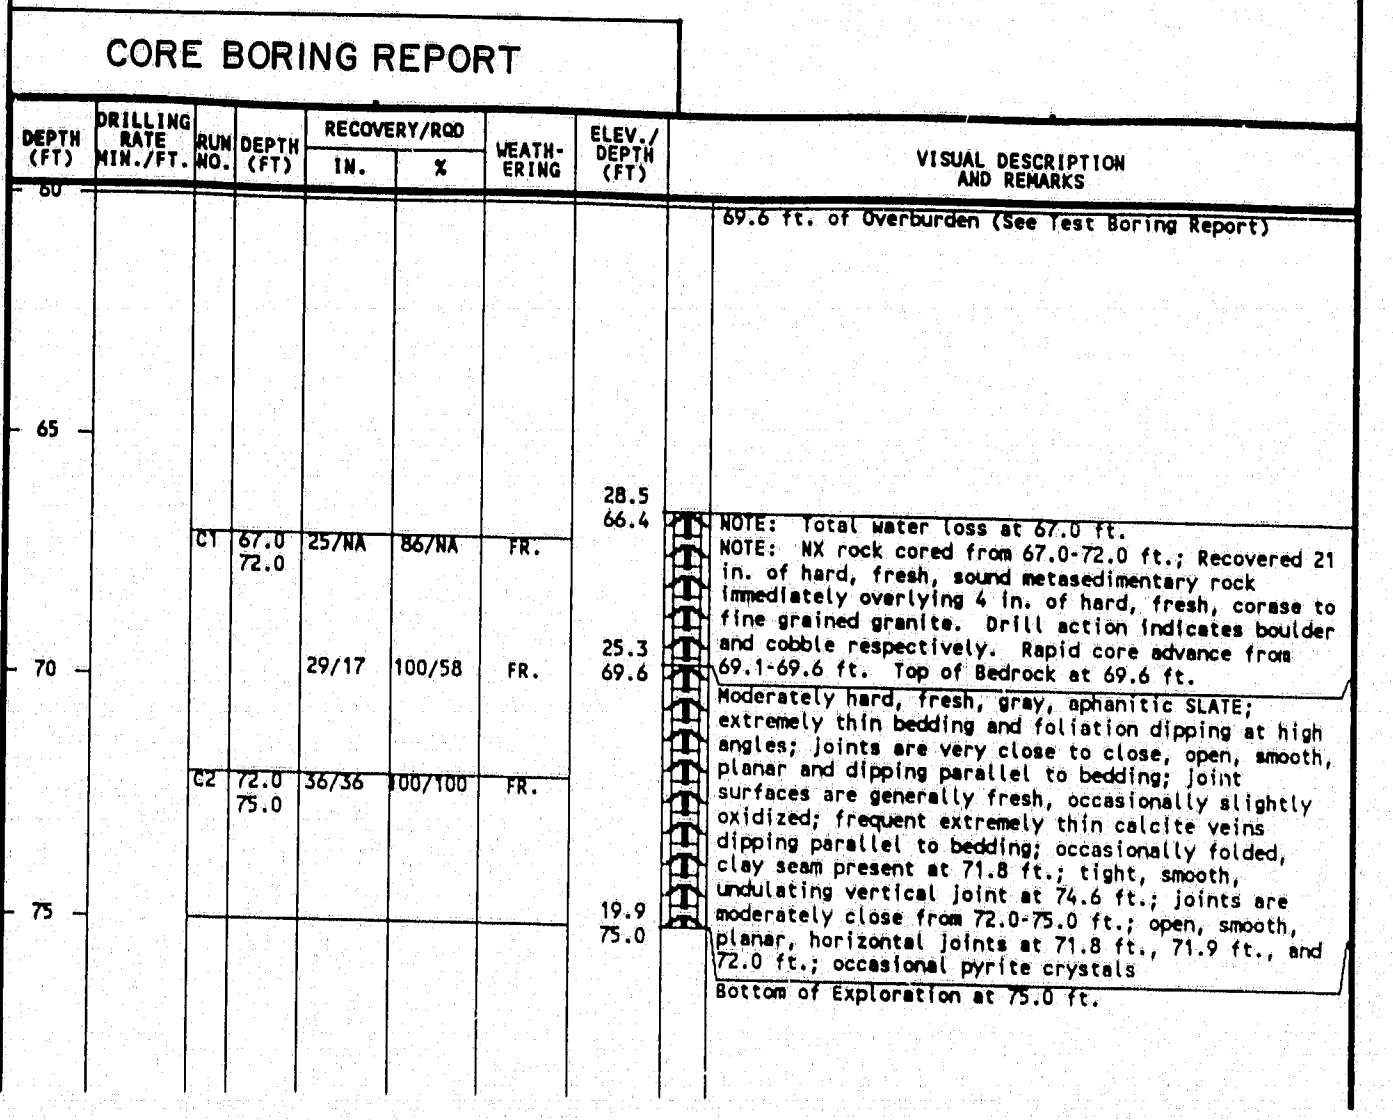 CORE BORING REPORT
DEPTH (FT)
DRILLING RATE MIN./FT.
RUN NO.
DEPTH (FT)
RECOVERY/RQD
IN.
%
WEATH- ERING
ELEV./ DEPTH (FT)
VISUAL DESCRIPTION
AND REMARKS
60
69.6 ft. of Overburden (See Test Boring Report)
65
28.5
66.4
NOTE: Total water loss at 67.0 ft.
C1 67.0 25/NA 86/NA FR.
72.0
NOTE: NX rock cored from 67.0-72.0 ft.; Recovered 21
in. of hard, fresh, sound metasedimentary rock
immediately overlying 4 in. of hard, fresh, corase to
fine grained granite. Drill action indicates boulder
and cobble respectively. Rapid core advance from
69.1-69.6 ft. Top of Bedrock at 69.6 ft.
25.3
70 29/17 100/58 FR. 69.6
Moderately hard, fresh, gray, aphanitic SLATE;
extremely thin bedding and foliation dipping at high
angles; joints are very close to close, open, smooth,
planar and dipping parallel to bedding; joint
surfaces are generally fresh, occasionally slightly
oxidized; frequent extremely thin calcite veins
dipping parallel to bedding; occasionally folded,
clay seam present at 71.8 ft.; tight, smooth,
undulating vertical joint at 74.6 ft.; joints are
moderately close from 72.0-75.0 ft.; open, smooth,
planar, horizontal joints at 71.8 ft., 71.9 ft., and
72.0 ft.; occasional pyrite crystals
C2 72.0 36/36 100/100 FR.
75.0
75 19.9
75.0
Bottom of Exploration at 75.0 ft.